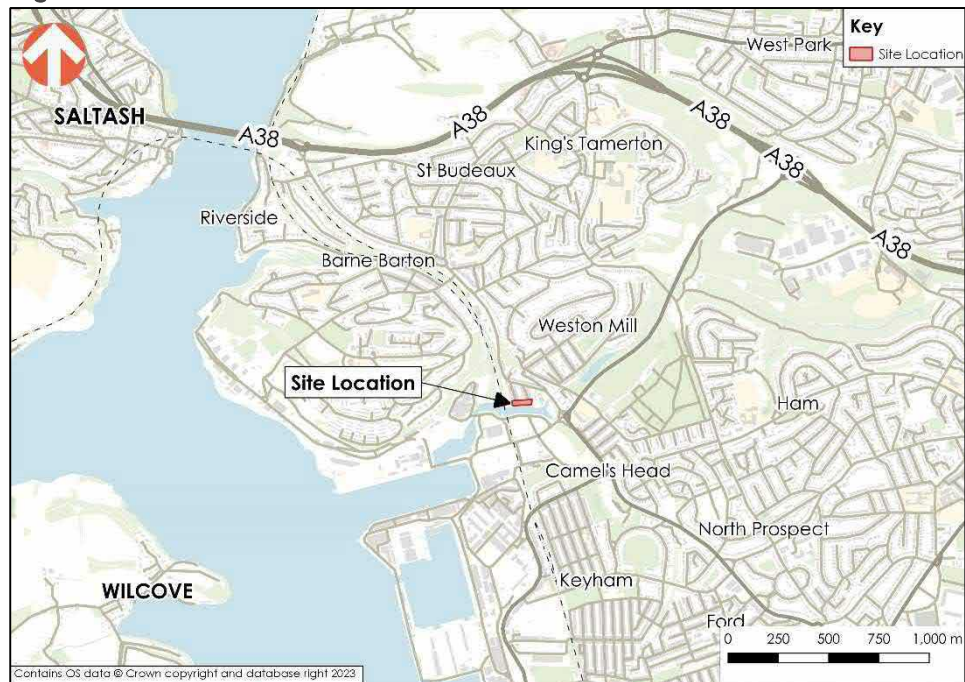 Key
Site Location
West Park
SALTASH
A38
A38
A38
King's Tamerton
St Budeaux
A38
A38
Riverside
Barne Barton
Weston Mill
Site Location
Ham
Camel's Head
North Prospect
Keyham
WILCOVE
Ford
0 250 500 750 1,000 m
Contains OS data © Crown copyright and database right 2023